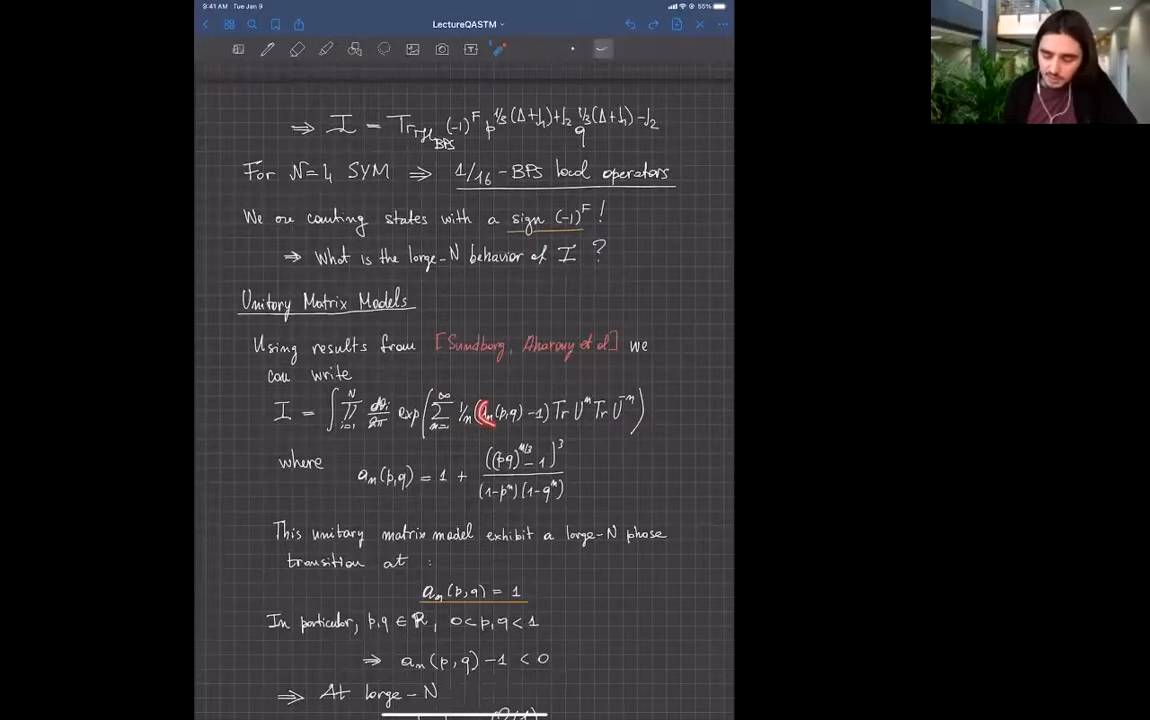 9:41 AM Tue Jan 9
55%
LectureQASTM
⇒ I = Tr_{H_BPS} (-1)^F p^{1/3(Δ+J_1)+J_2} q^{1/3(Δ+J_1)-J_2}
For N=4 SYM ⇒ 1/16-BPS local operators
We are counting states with a sign (-1)^F !
⇒ What is the large-N behavior of I ?
Unitary Matrix Models
Using results from [Sundborg, Aharony et al] we
can write
I = ∫ ∏_{i=1}^N dθ_i/2π exp( ∑_{n=1}^∞ 1/n (a_n(p,q) -1) Tr U^n Tr U^{-n} )
where
a_n(p,q) = 1 + ((pq)^{n/3} - 1)^3 / (1-p^n)(1-q^n)
This unitary matrix model exhibit a large-N phase
transition at :
a_n(p,q) = 1
In particular, p,q ∈ R, 0<p,q<1
⇒ a_n(p,q) -1 < 0
⇒ At large-N